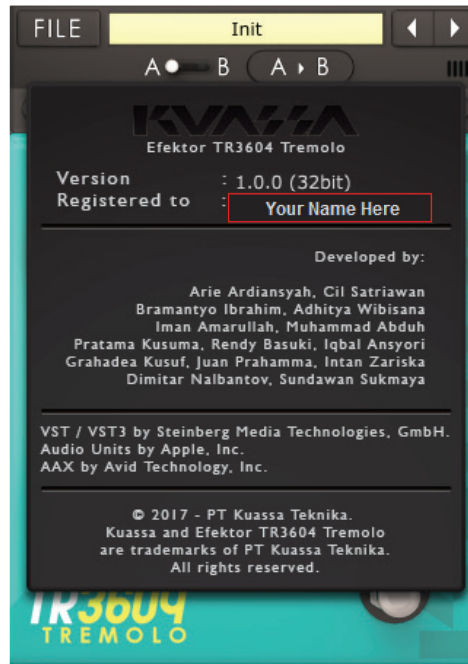 FILE
Init
A B A ▸ B
KUASSA
Efektor TR3604 Tremolo
Version : 1.0.0 (32bit)
Registered to : Your Name Here
Developed by:
Arie Ardiansyah, Cil Satriawan
Bramantyo Ibrahim, Adhitya Wibisana
Iman Amarullah, Muhammad Abduh
Pratama Kusuma, Rendy Basuki, Iqbal Ansyori
Grahadea Kusuf, Juan Prahamma, Intan Zariska
Dimitar Nalbantov, Sundawan Sukmaya
VST / VST3 by Steinberg Media Technologies, GmbH.
Audio Units by Apple, Inc.
AAX by Avid Technology, Inc.
© 2017 - PT Kuassa Teknika.
Kuassa and Efektor TR3604 Tremolo
are trademarks of PT Kuassa Teknika.
All rights reserved.
TR3604
TREMOLO